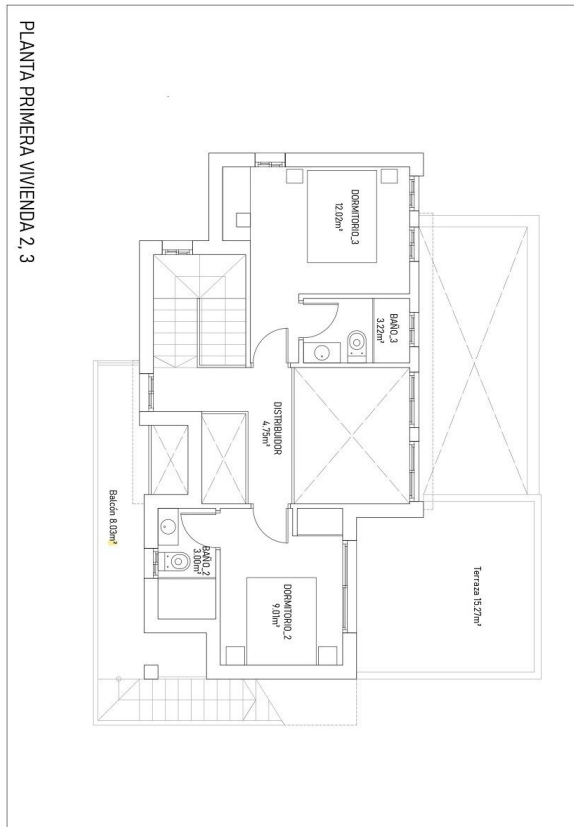 PLANTA PRIMERA VIVIENDA 2, 3
DORMITORIO_3
12.02m²
BAÑO_3
3.22m²
DISTRIBUIDOR
4.75m²
Balcón 8.03m²
BAÑO_2
3.00m²
DORMITORIO_2
9.01m²
Terraza 15.27m²